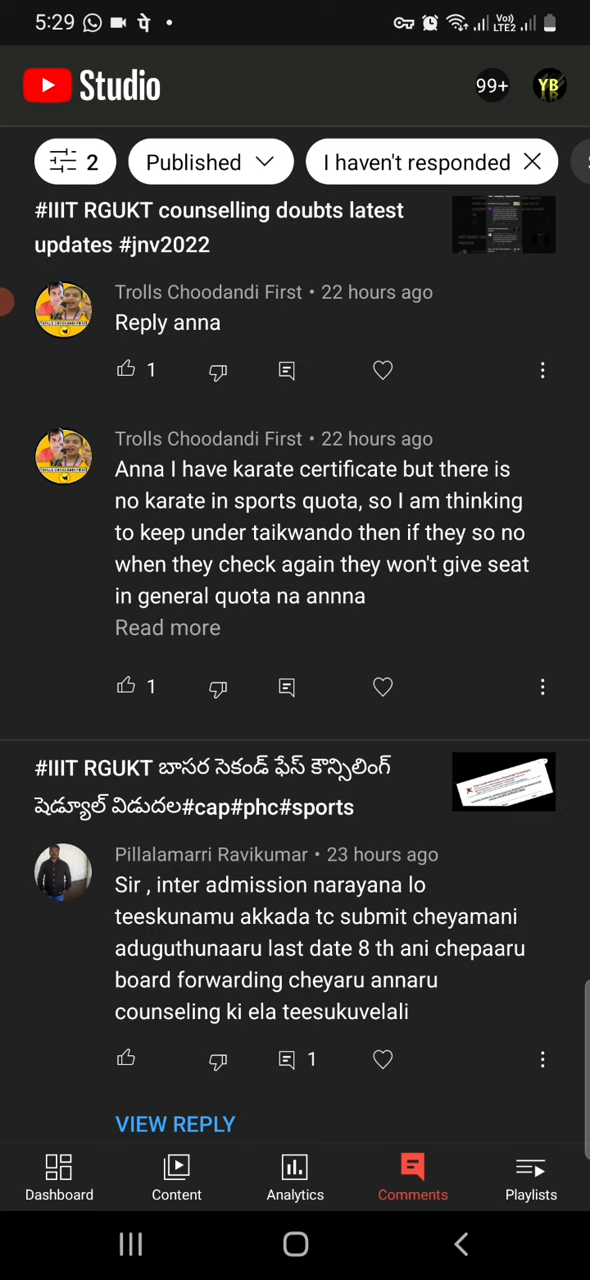 5:29
Vo))
LTE2
Studio
99+
YB
2
Published
I haven't responded
#IIIT RGUKT counselling doubts latest
updates #jnv2022
Trolls Choodandi First • 22 hours ago
Reply anna
1
Trolls Choodandi First • 22 hours ago
Anna I have karate certificate but there is
no karate in sports quota, so I am thinking
to keep under taikwando then if they so no
when they check again they won't give seat
in general quota na annna
Read more
1
#IIIT RGUKT బాసర సెకండ్ ఫేస్ కౌన్సిలింగ్
షెడ్యూల్ విడుదల#cap#phc#sports
Pillalamarri Ravikumar • 23 hours ago
Sir , inter admission narayana lo
teeskunamu akkada tc submit cheyamani
aduguthunaaru last date 8 th ani chepaaru
board forwarding cheyaru annaru
counseling ki ela teesukuvelali
1
VIEW REPLY
Dashboard
Content
Analytics
Comments
Playlists